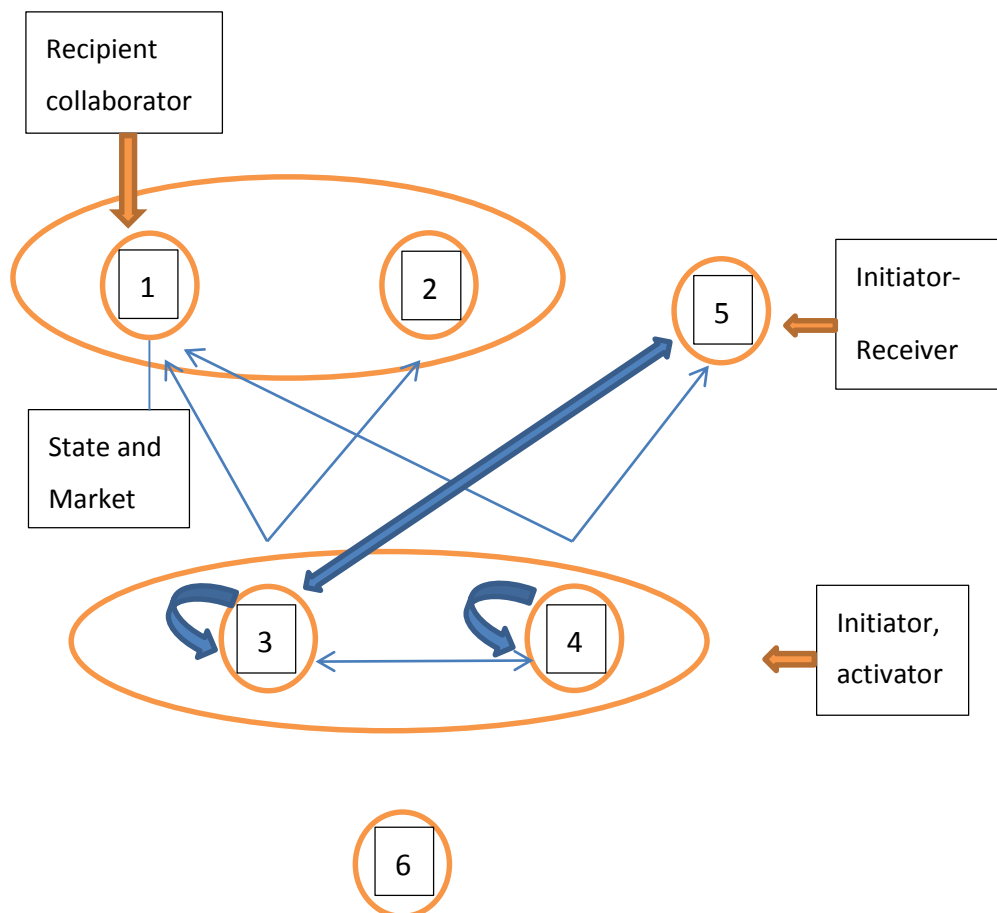 Recipient
collaborator
1
2
5
Initiator-
Receiver
State and
Market
3
4
Initiator,
activator
6